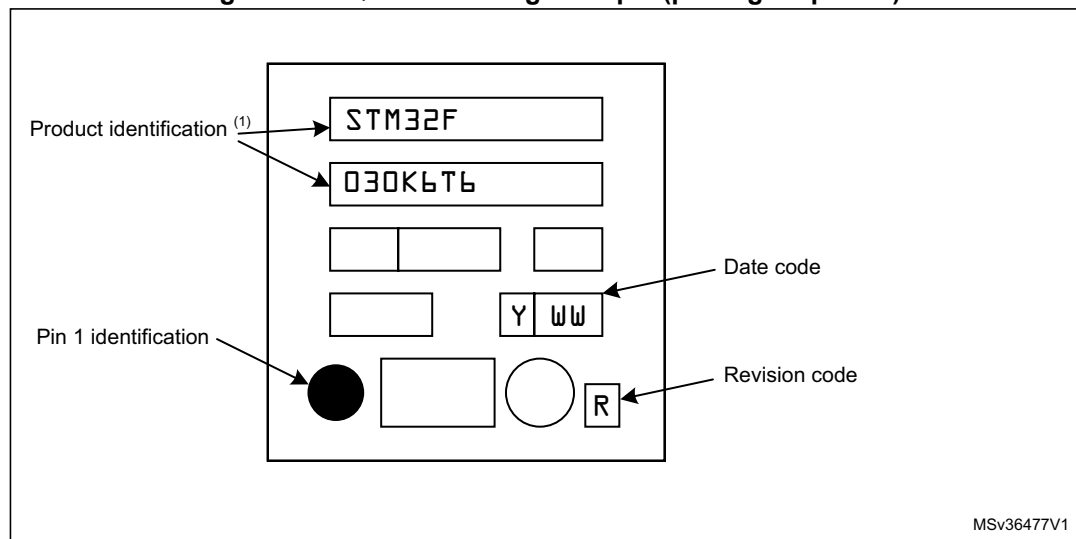 Product identification (1)
STM32F
030K6T6
Date code
Y WW
Pin 1 identification
Revision code
R
MSv36477V1